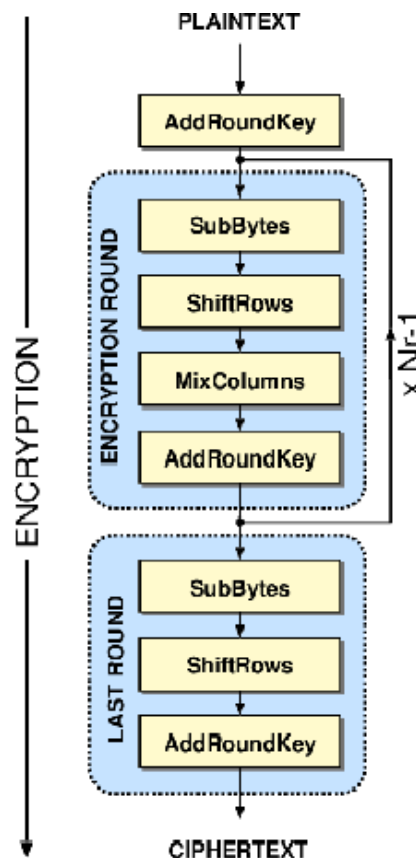 PLAINTEXT
AddRoundKey
ENCRYPTION ROUND
SubBytes
ShiftRows
MixColumns
AddRoundKey
x Nr-1
ENCRYPTION
LAST ROUND
SubBytes
ShiftRows
AddRoundKey
CIPHERTEXT